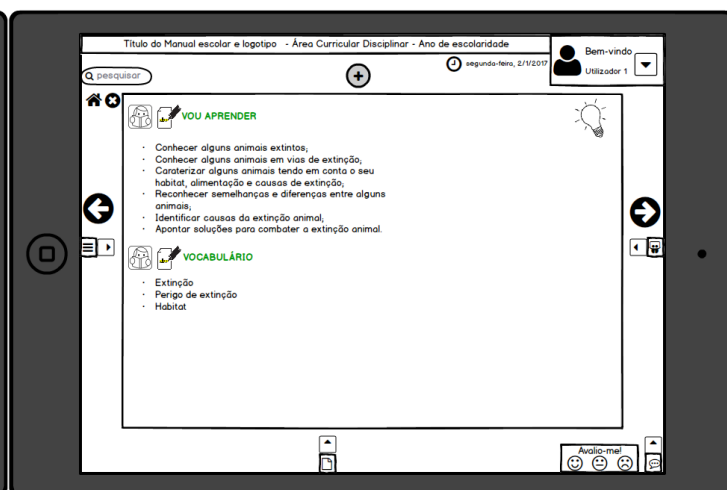 Título do Manual escolar e logotipo - Área Curricular Disciplinar - Ano de escolaridade
Bem-vindo
segunda-feira, 2/1/2017
Utilizador 1
pesquisar
VOU APRENDER
· Conhecer alguns animais extintos;
· Conhecer alguns animais em vias de extinção;
· Caraterizar alguns animais tendo em conta o seu
habitat, alimentação e causas de extinção;
· Reconhecer semelhanças e diferenças entre alguns
animais;
· Identificar causas da extinção animal;
· Apontar soluções para combater a extinção animal.
VOCABULÁRIO
· Extinção
· Perigo de extinção
· Habitat
Avalio-me!